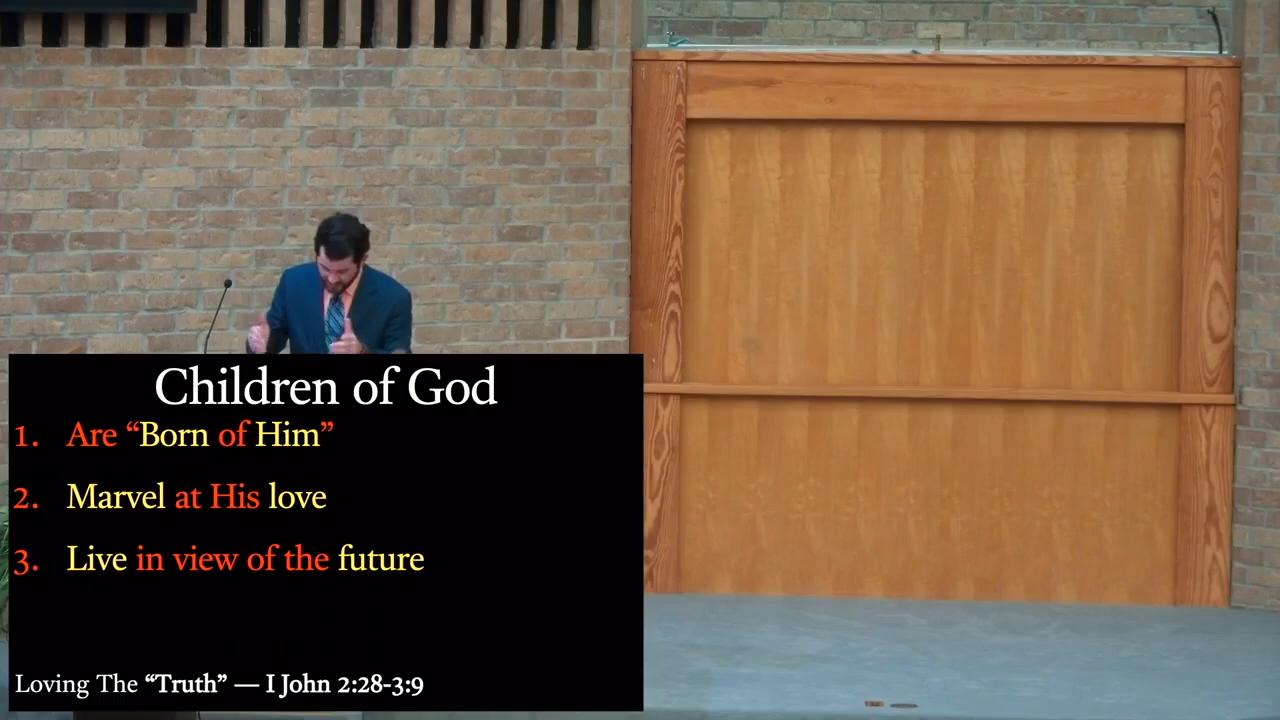 Children of God
1. Are “Born of Him”
2. Marvel at His love
3. Live in view of the future
Loving The “Truth” — I John 2:28-3:9